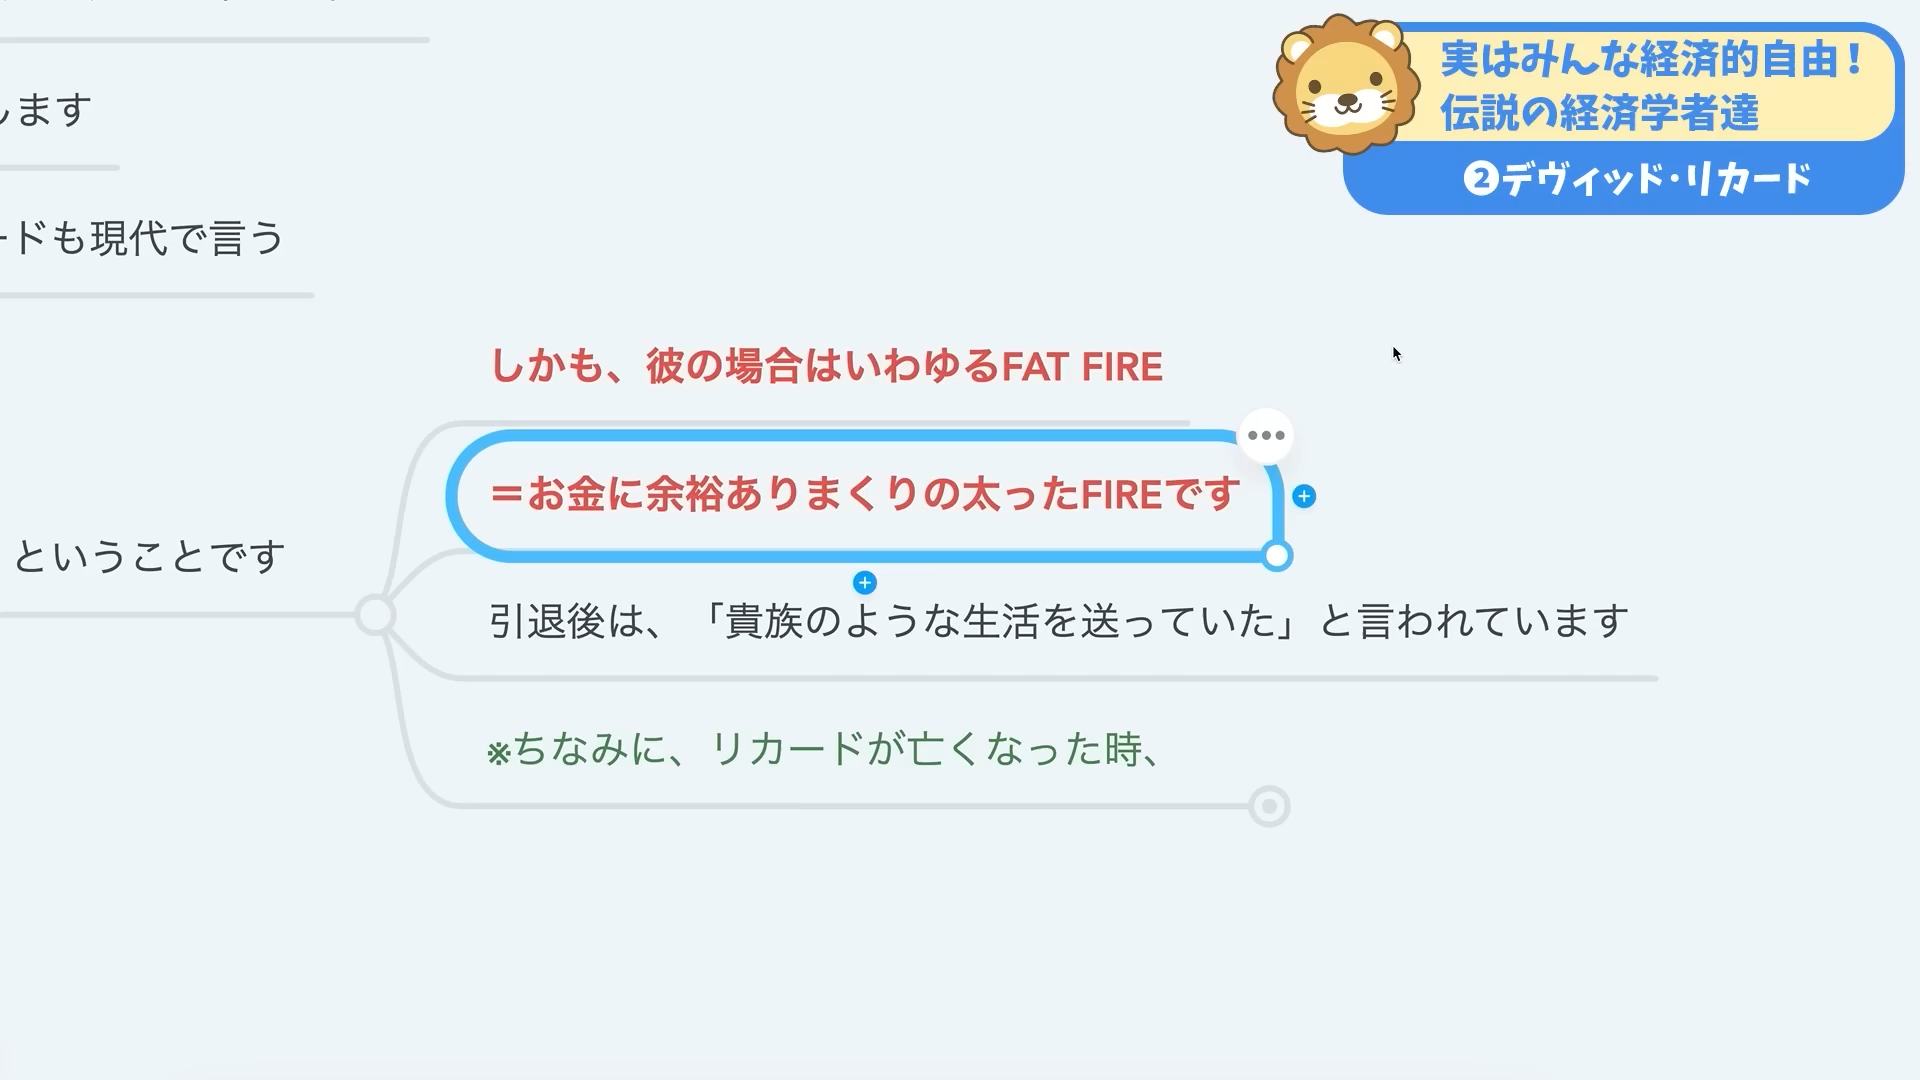 実はみんな経済的自由！
伝説の経済学者達
❷デヴィッド・リカード
します
ードも現代で言う
ということです
しかも、彼の場合はいわゆるFAT FIRE
＝お金に余裕ありまくりの太ったFIREです
引退後は、「貴族のような生活を送っていた」と言われています
※ちなみに、リカードが亡くなった時、